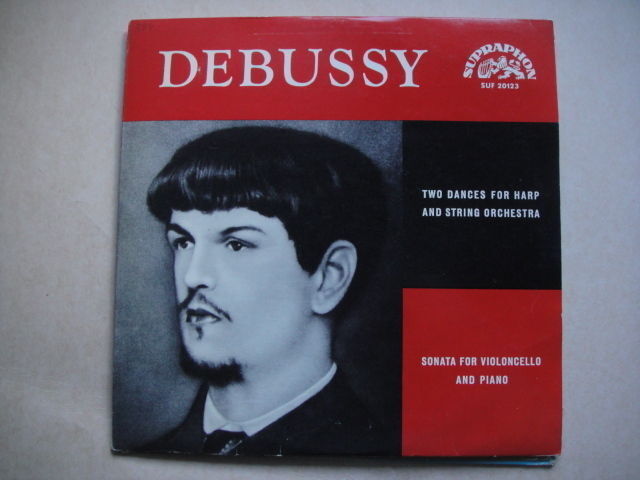 DEBUSSY
SUPRAPHON
SUF 20123
TWO DANCES FOR HARP
AND STRING ORCHESTRA
SONATA FOR VIOLONCELLO
AND PIANO